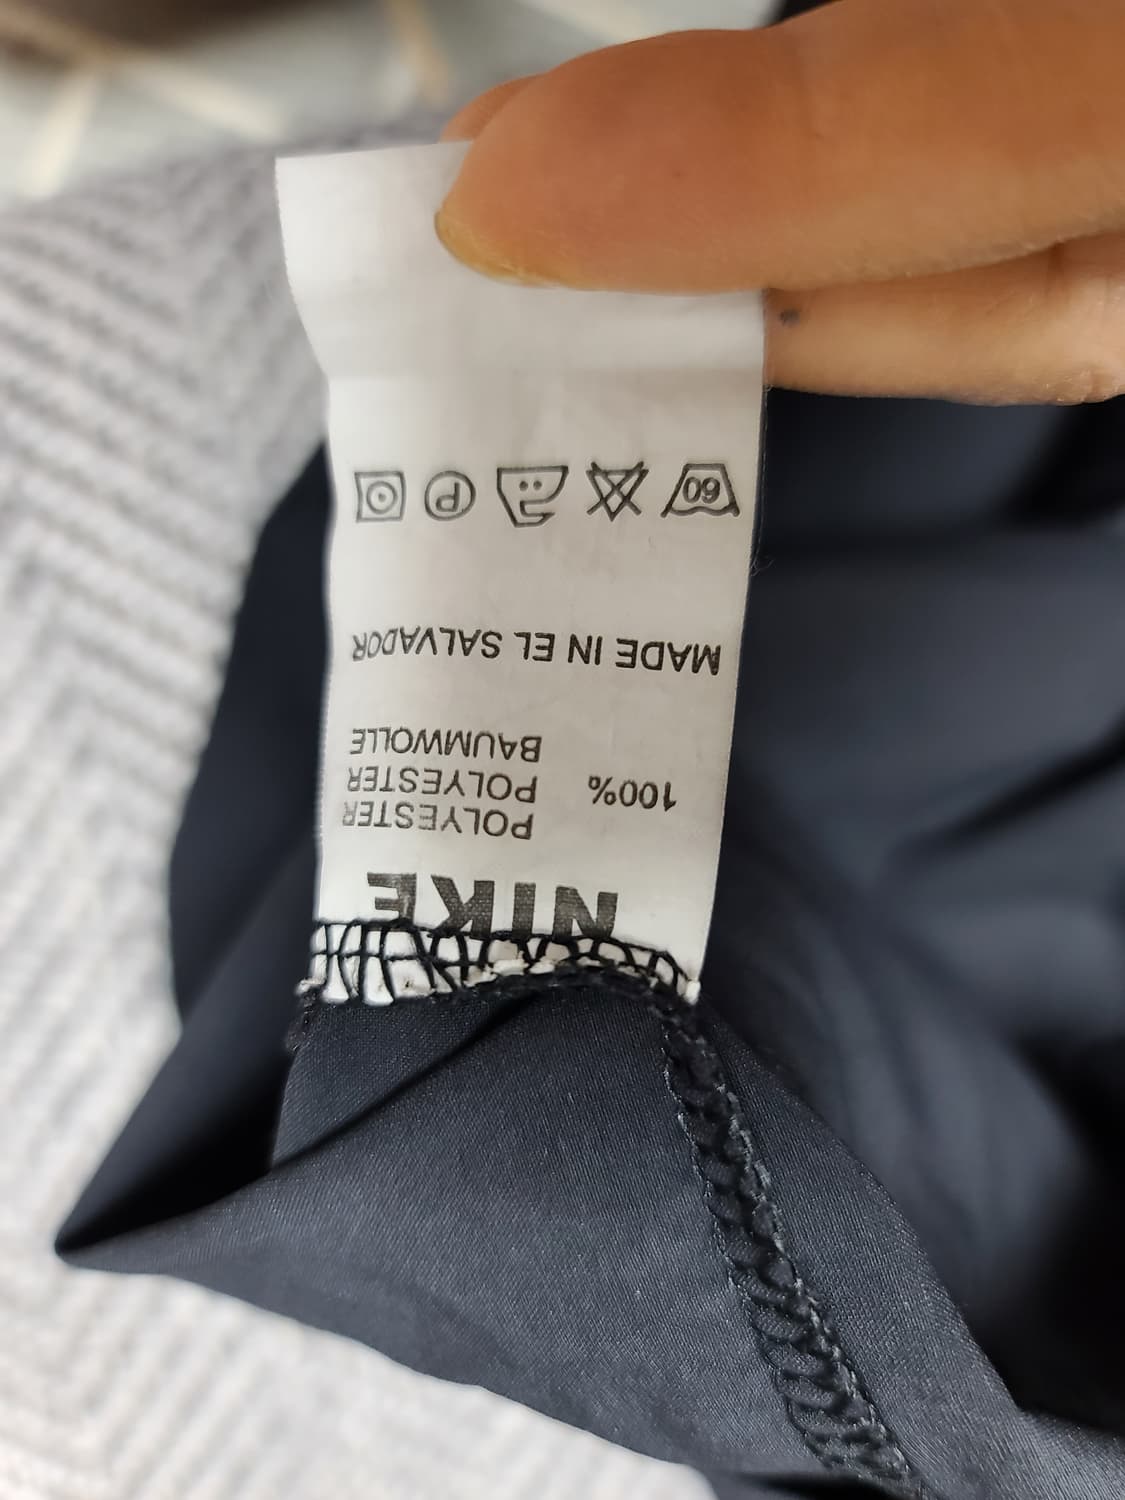 NIKE
POLYESTER
100% POLYESTER
BAUMWOLLE
MADE IN EL SALVADOR
60 P